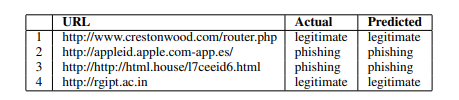 URL Actual Predicted
1 http://www.crestonwood.com/router.php legitimate legitimate
2 http://appleid.apple.com-app.es/ phishing phishing
3 http://http://html.house/l7ceeid6.html phishing phishing
4 http://rgipt.ac.in legitimate legitimate